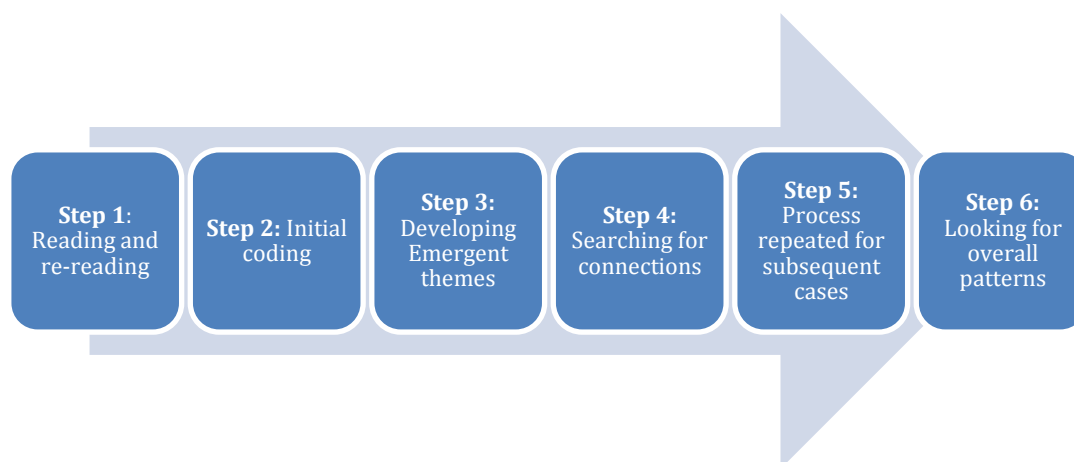 Step 1:
Reading and
re-reading
Step 2: Initial
coding
Step 3:
Developing
Emergent
themes
Step 4:
Searching for
connections
Step 5:
Process
repeated for
subsequent
cases
Step 6:
Looking for
overall
patterns